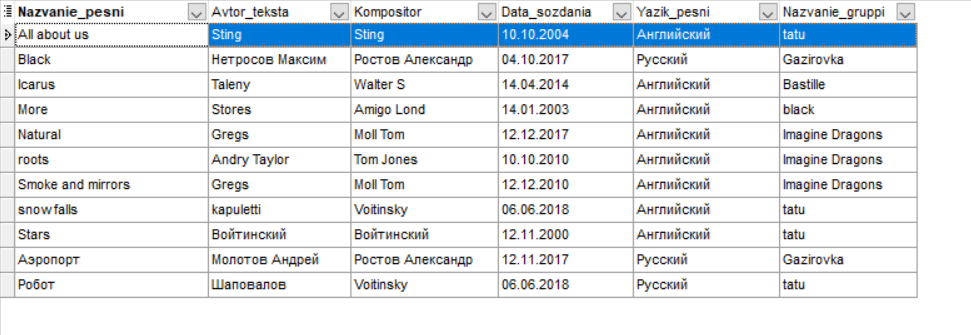 Nazvanie_pesni Avtor_teksta Kompositor Data_sozdania Yazik_pesni Nazvanie_gruppi
All about us Sting Sting 10.10.2004 Английский tatu
Black Нетросов Максим Ростов Александр 04.10.2017 Русский Gazirovka
Icarus Taleny Walter S 14.04.2014 Английский Bastille
More Stores Amigo Lond 14.01.2003 Английский black
Natural Gregs Moll Tom 12.12.2017 Английский Imagine Dragons
roots Andry Taylor Tom Jones 10.10.2010 Английский Imagine Dragons
Smoke and mirrors Gregs Moll Tom 12.12.2010 Английский Imagine Dragons
snowfalls kapuletti Voitinsky 06.06.2018 Английский tatu
Stars Войтинский Войтинский 12.11.2000 Английский tatu
Аэропорт Молотов Андрей Ростов Александр 12.11.2017 Русский Gazirovka
Робот Шаповалов Voitinsky 06.06.2018 Русский tatu